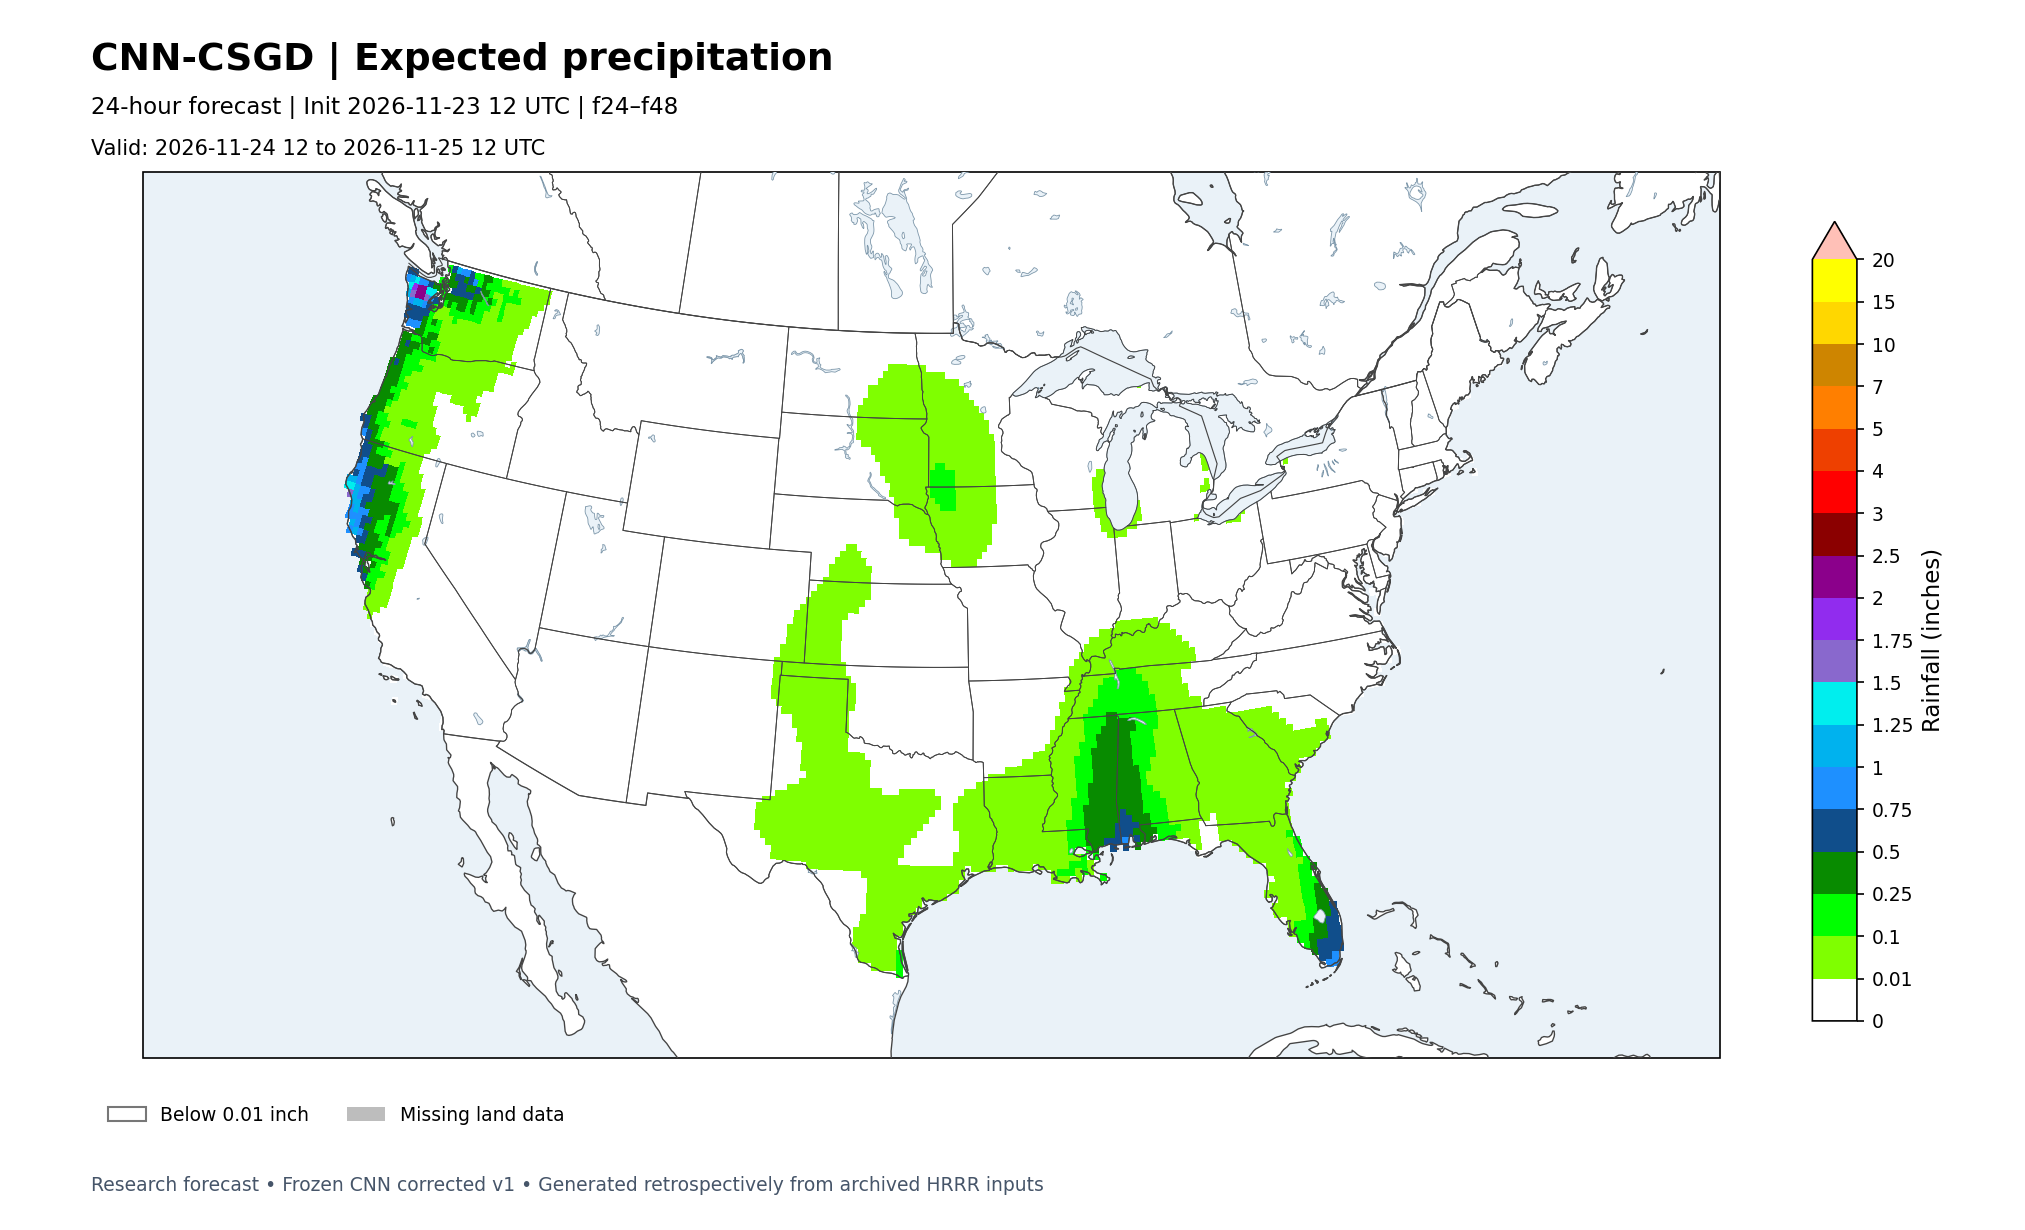 CNN-CSGD | Expected precipitation
24-hour forecast | Init 2026-11-23 12 UTC | f24–f48
Valid: 2026-11-24 12 to 2026-11-25 12 UTC
20
15
10
7
5
4
3
2.5
2
1.75
1.5
1.25
1
0.75
0.5
0.25
0.1
0.01
0
Rainfall (inches)
Below 0.01 inch
Missing land data
Research forecast • Frozen CNN corrected v1 • Generated retrospectively from archived HRRR inputs